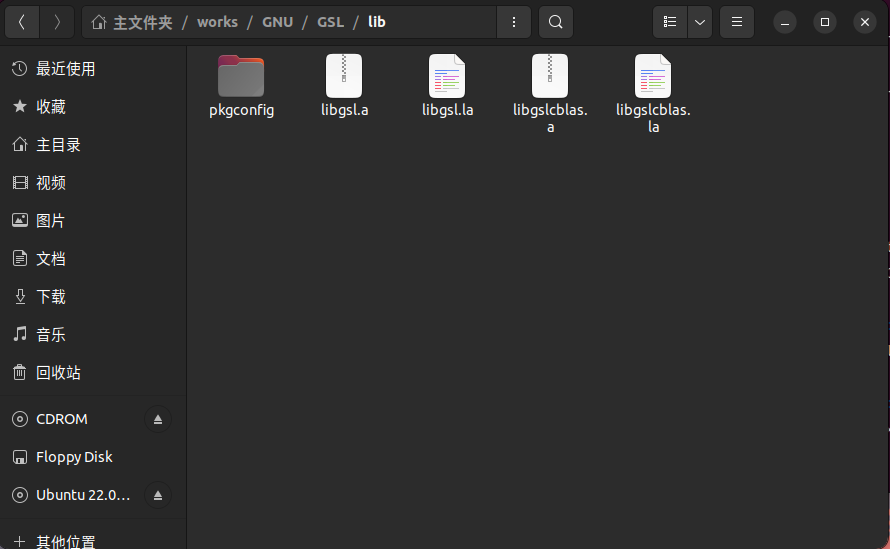 主文件夹 / works / GNU / GSL / lib
最近使用
收藏
主目录
视频
图片
文档
下载
音乐
回收站
CDROM
Floppy Disk
Ubuntu 22.0…
其他位置
pkgconfig
libgsl.a
libgsl.la
libgslcblas.
a
libgslcblas.
la